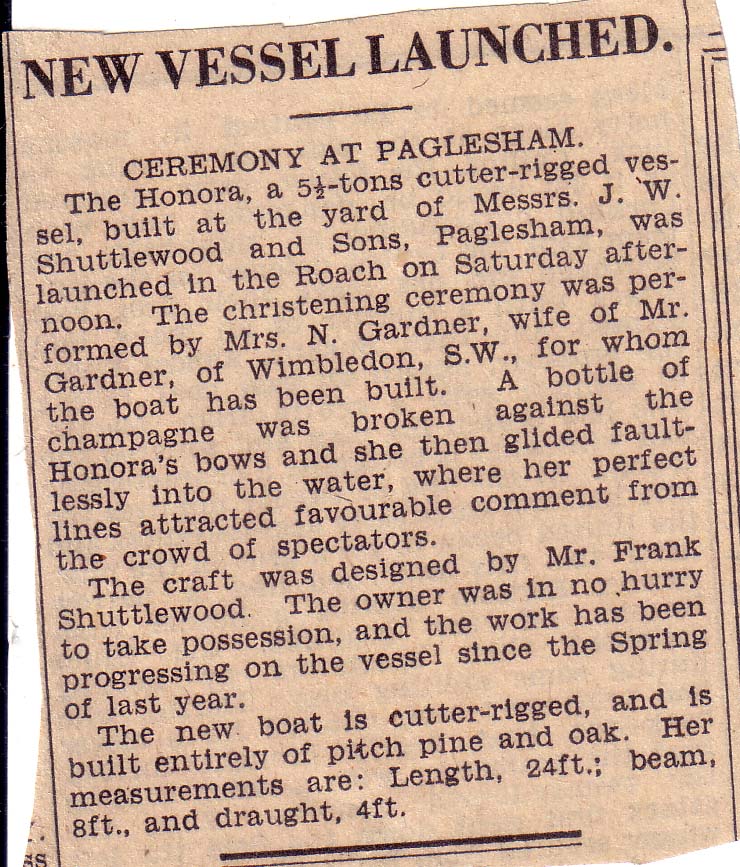 NEW VESSEL LAUNCHED.
CEREMONY AT PAGLESHAM.
The Honora, a 5½-tons cutter-rigged ves-
sel, built at the yard of Messrs. J. W.
Shuttlewood and Sons, Paglesham, was
launched in the Roach on Saturday after-
noon. The christening ceremony was per-
formed by Mrs. N. Gardner, wife of Mr.
Gardner, of Wimbledon, S.W., for whom
the boat has been built. A bottle of
champagne was broken against the
Honora's bows and she then glided fault-
lessly into the water, where her perfect
lines attracted favourable comment from
the crowd of spectators.
The craft was designed by Mr. Frank
Shuttlewood. The owner was in no hurry
to take possession, and the work has been
progressing on the vessel since the Spring
of last year.
The new boat is cutter-rigged, and is
built entirely of pitch pine and oak. Her
measurements are: Length, 24ft.; beam,
8ft., and draught, 4ft.